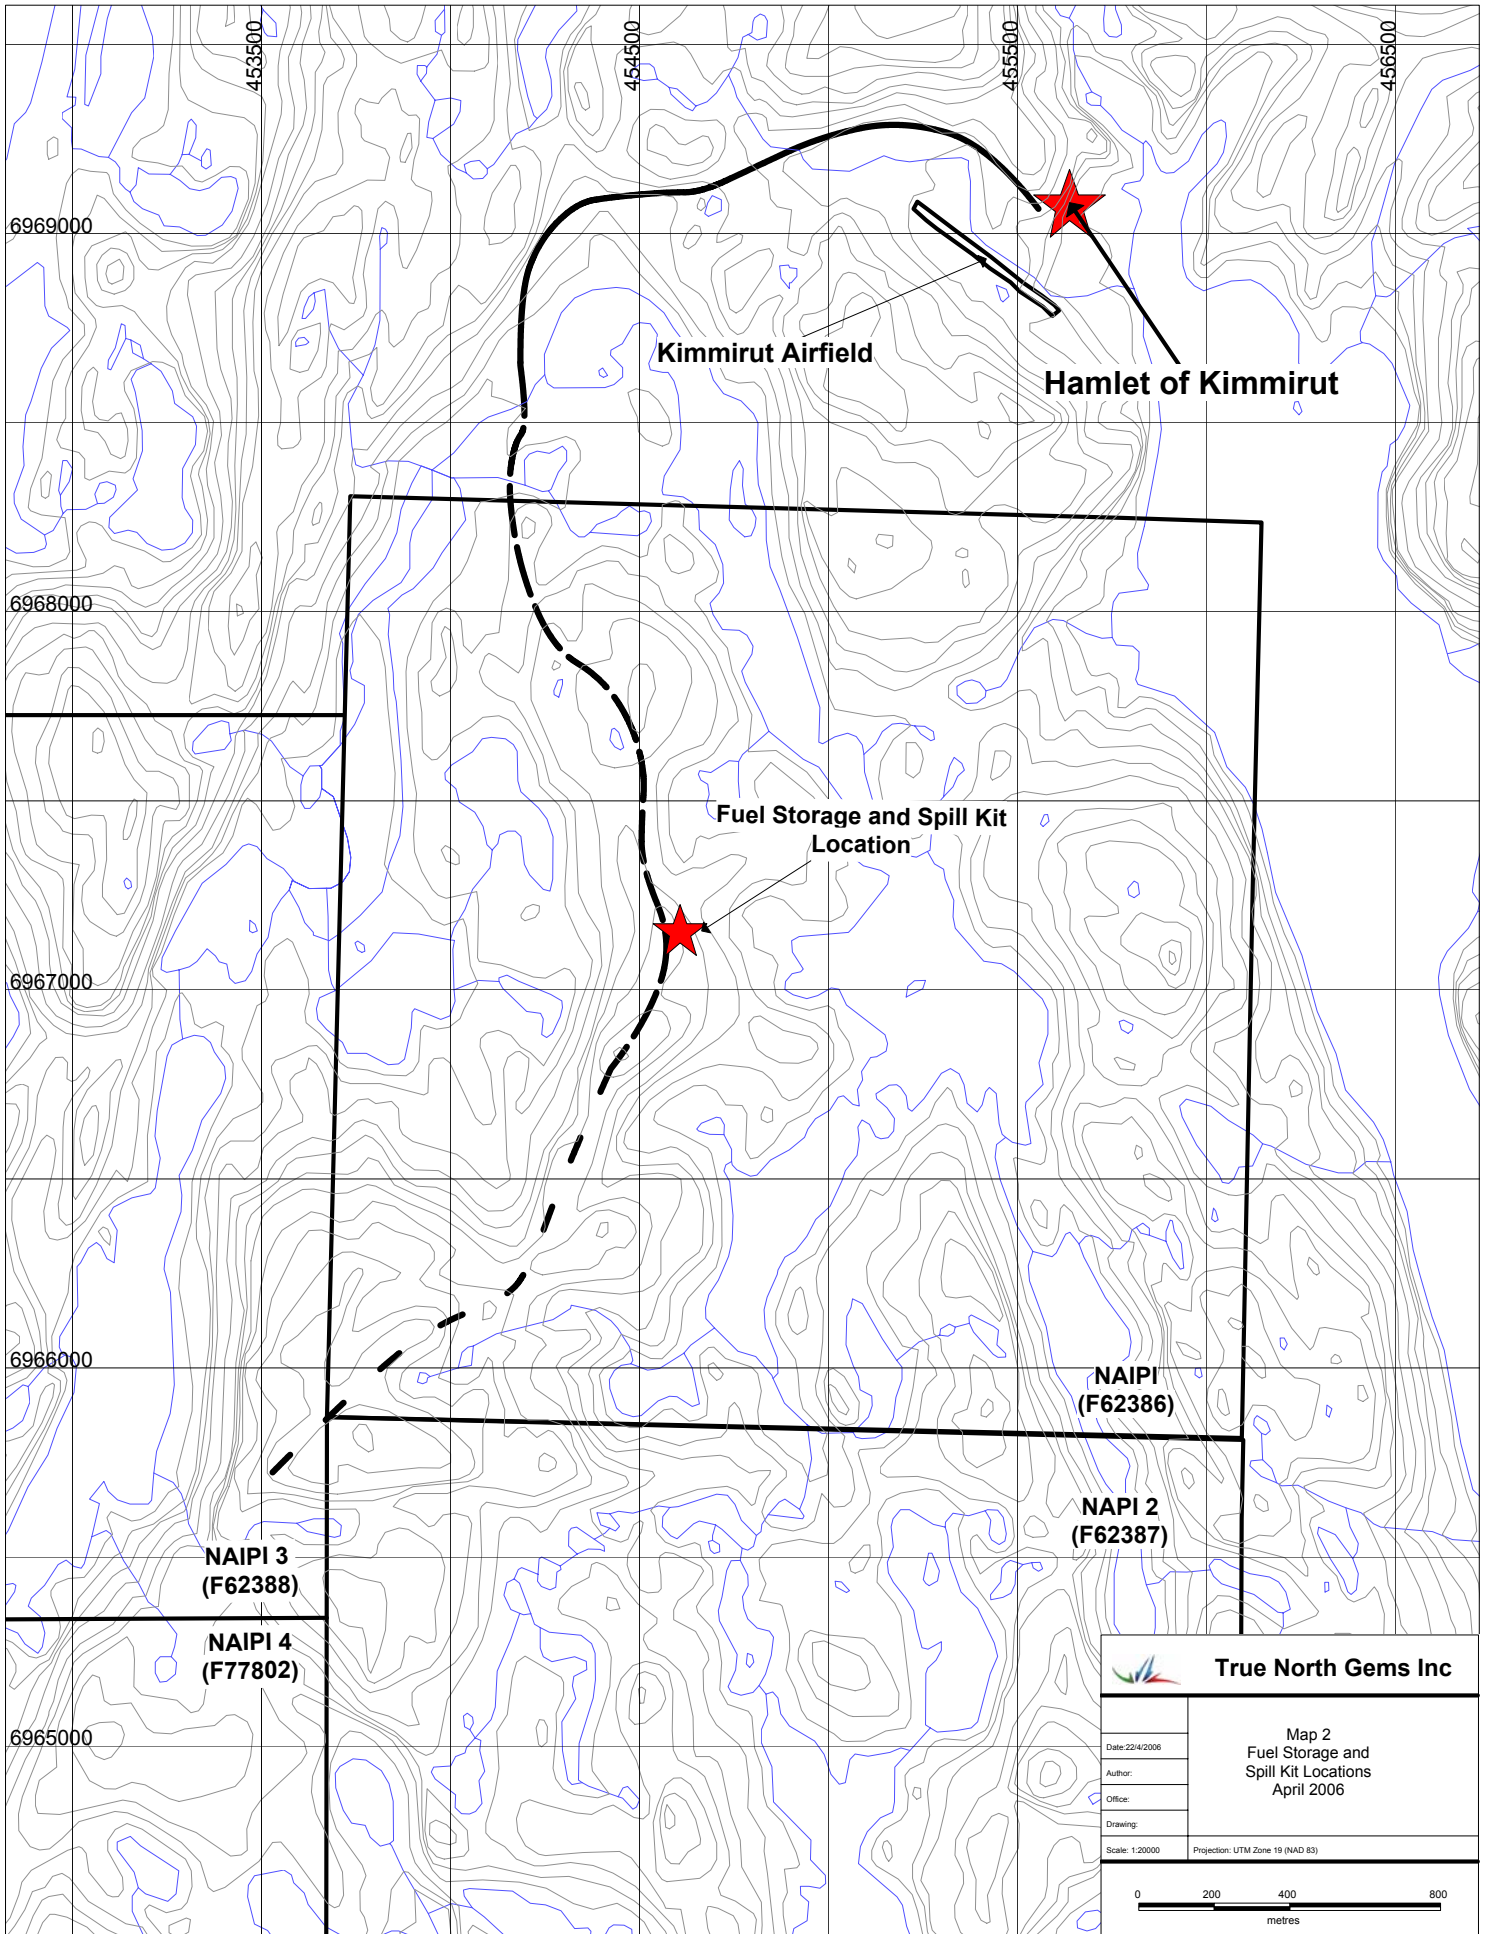 453500
454500
455500
456500
6969000
Kimmirut Airfield
Hamlet of Kimmirut
6968000
Fuel Storage and Spill Kit
Location
6967000
6966000
NAIPI
(F62386)
NAPI 2
(F62387)
NAIPI 3
(F62388)
NAIPI 4
(F77802)
6965000
True North Gems Inc
Map 2
Fuel Storage and
Spill Kit Locations
April 2006
Date:22/4/2006
Author:
Office:
Drawing:
Scale: 1:20000
Projection: UTM Zone 19 (NAD 83)
0 200 400 800
metres